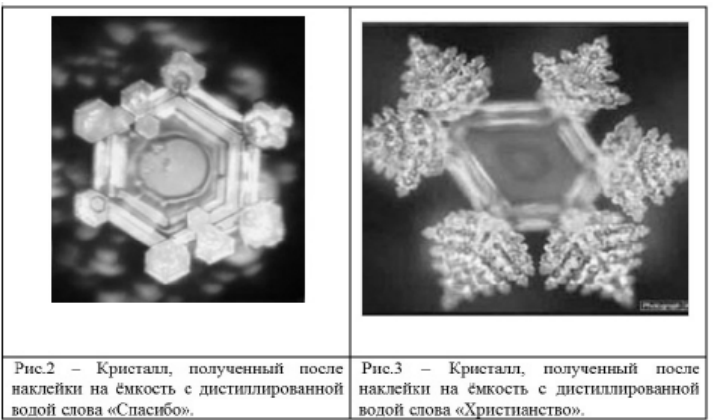 Photograph
Рис.2 – Кристалл, полученный после
наклейки на ёмкость с дистиллированной
водой слова «Спасибо».
Рис.3 – Кристалл, полученный после
наклейки на ёмкость с дистиллированной
водой слова «Христианство».